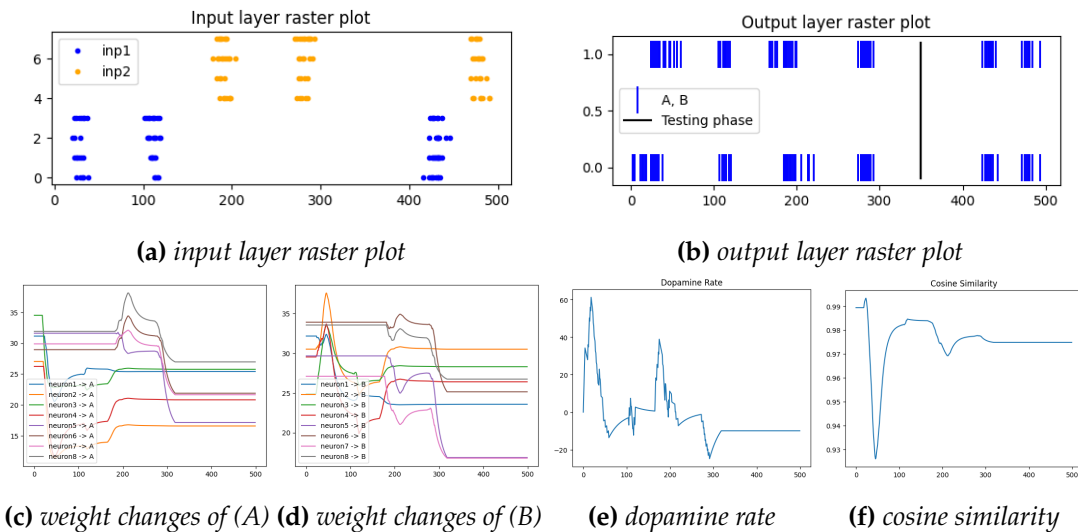 Input layer raster plot
inp1
inp2
6
4
2
0
0
100
200
300
400
500
(a) input layer raster plot
Output layer raster plot
1.0
0.5
0.0
A, B
Testing phase
0
100
200
300
400
500
(b) output layer raster plot
35
30
25
20
15
neuron1 -> A
neuron2 -> A
neuron3 -> A
neuron4 -> A
neuron5 -> A
neuron6 -> A
neuron7 -> A
neuron8 -> A
0
100
200
300
400
500
(c) weight changes of (A)
35
30
25
20
neuron1 -> B
neuron2 -> B
neuron3 -> B
neuron4 -> B
neuron5 -> B
neuron6 -> B
neuron7 -> B
neuron8 -> B
0
100
200
300
400
500
(d) weight changes of (B)
Dopamine Rate
60
40
20
0
−20
0
100
200
300
400
500
(e) dopamine rate
Cosine Similarity
0.99
0.98
0.97
0.96
0.95
0.94
0.93
0
100
200
300
400
500
(f) cosine similarity